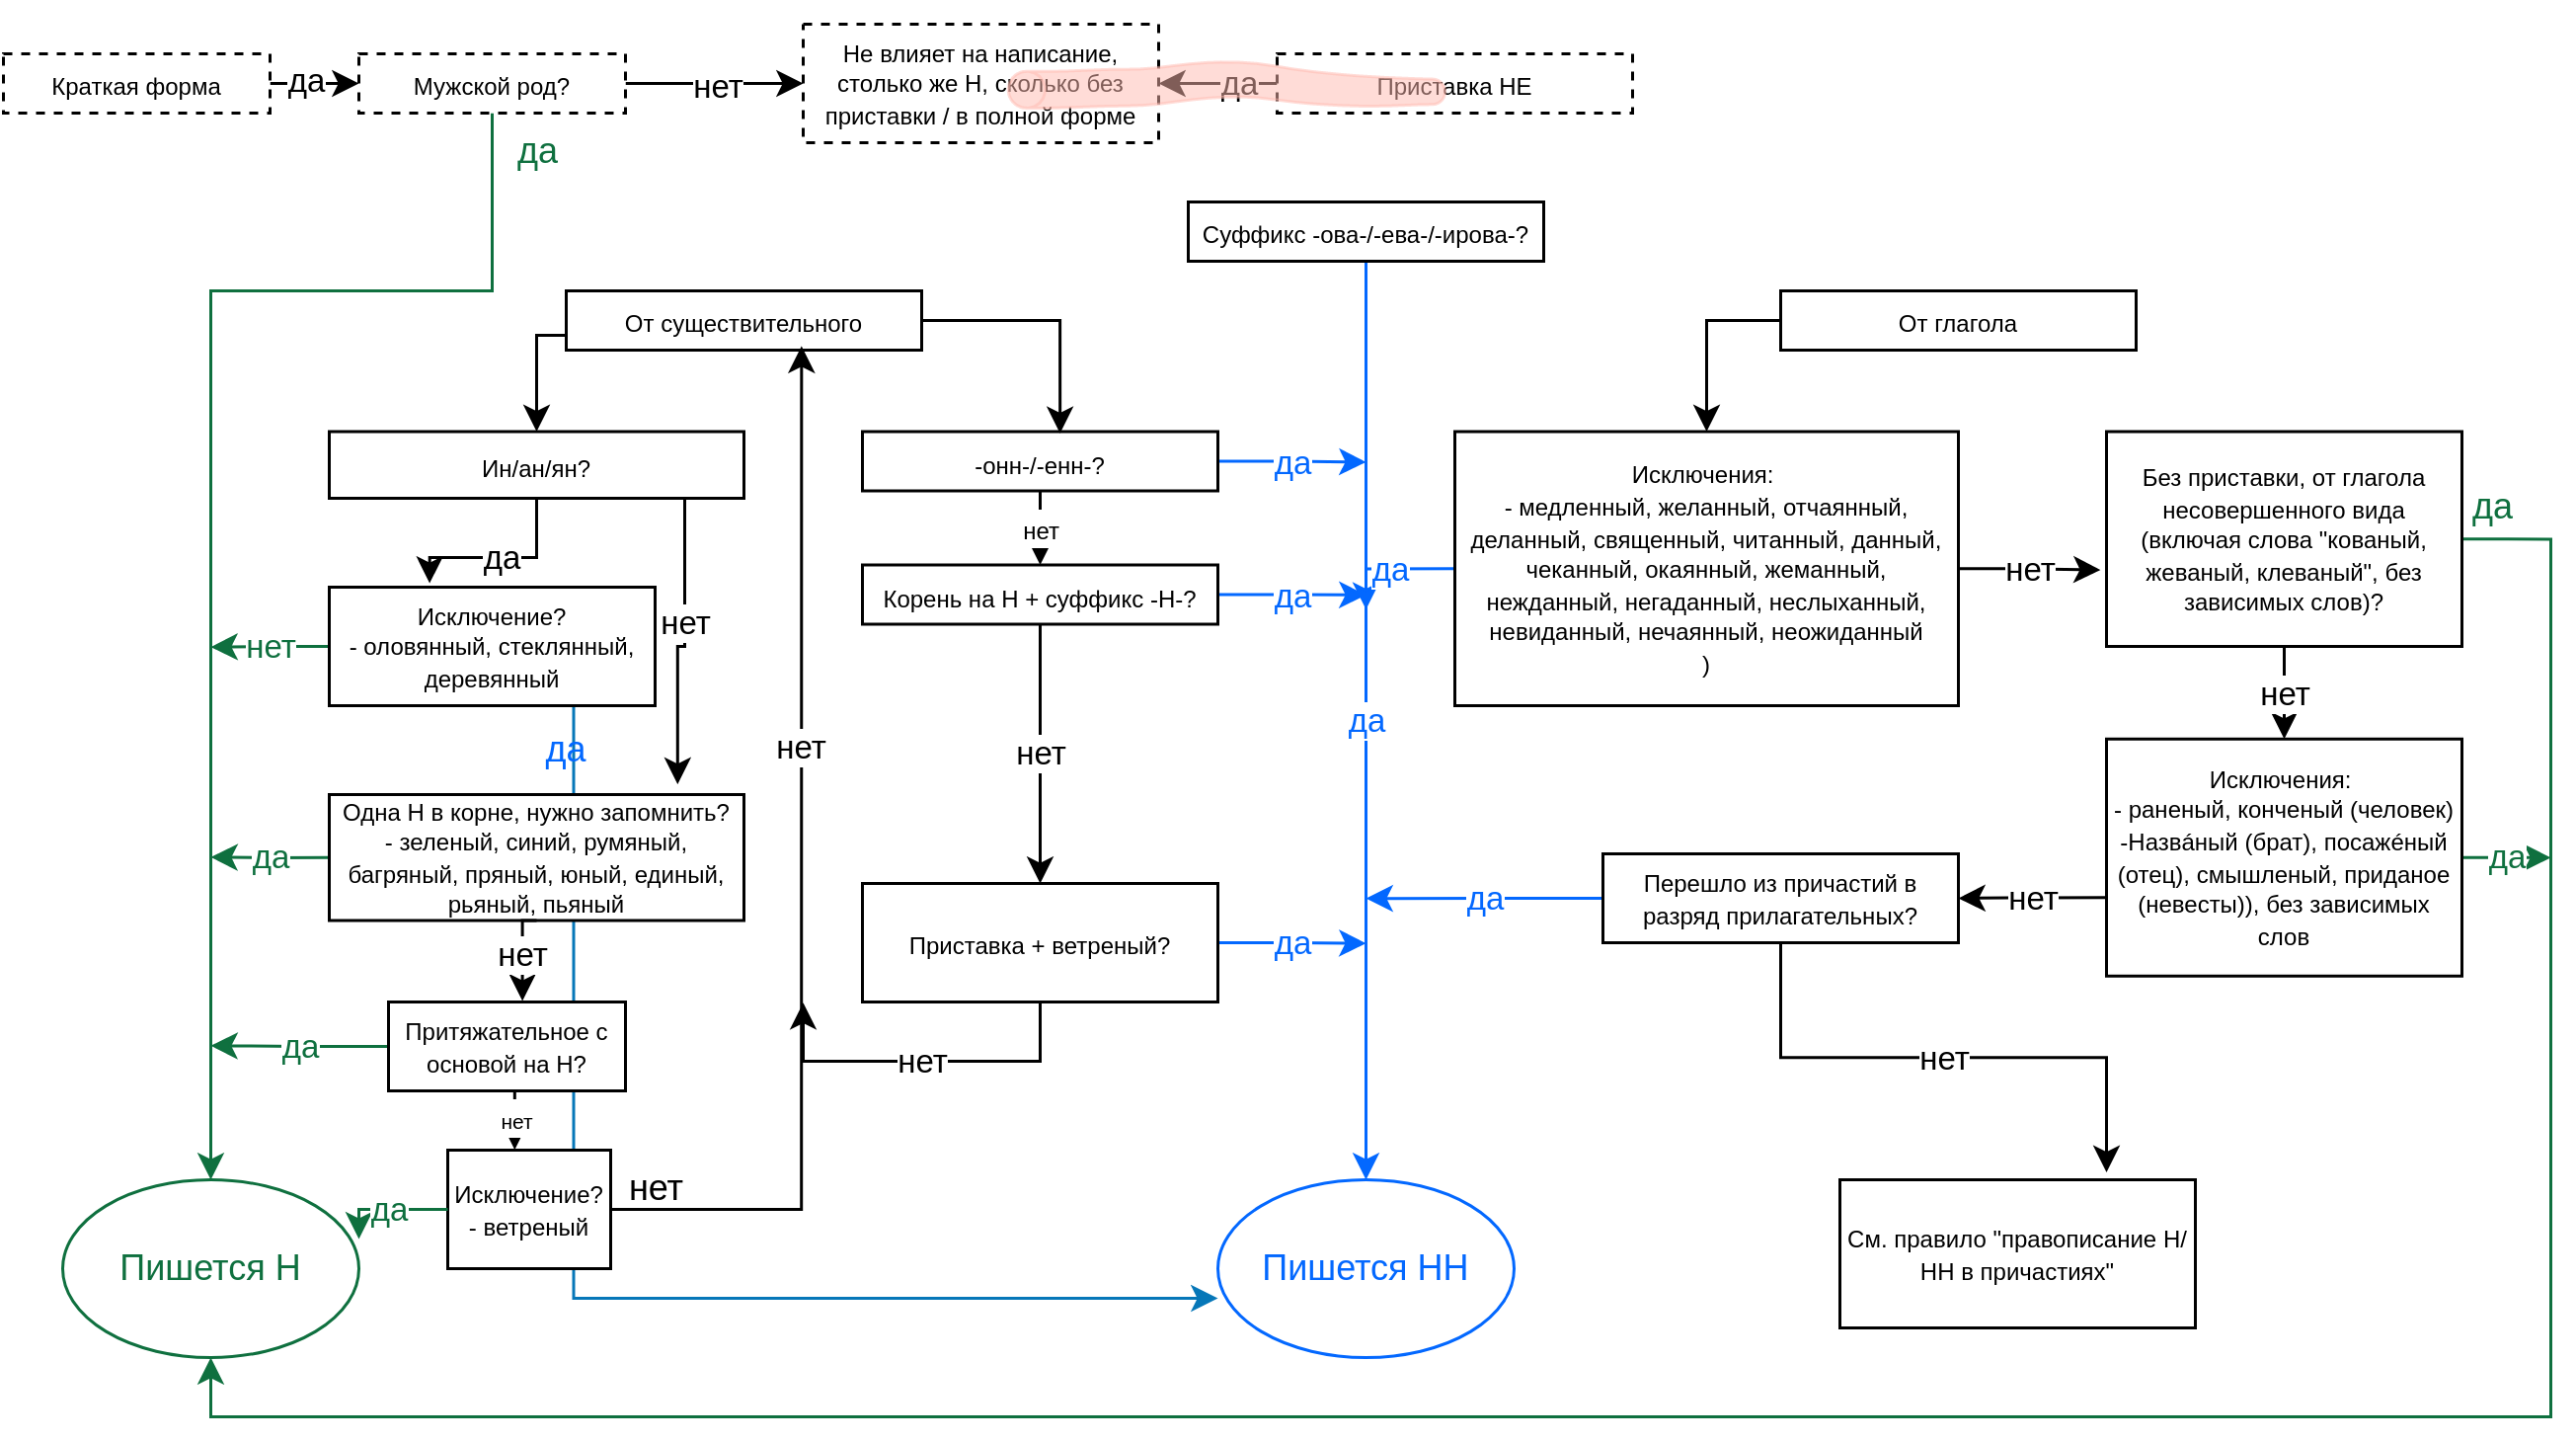 Краткая форма
да
Мужской род?
нет
Не влияет на написание,
столько же Н, сколько без
приставки / в полной форме
да
Приставка НЕ
да
Суффикс -ова-/-ева-/-ирова-?
От существительного
От глагола
Ин/ан/ян?
-онн-/-енн-?
да
нет
Корень на Н + суффикс -Н-?
да
да
нет
Исключение?
- оловянный, стеклянный,
деревянный
нет
да
Исключения:
- медленный, желанный, отчаянный,
деланный, священный, читанный, данный,
чеканный, окаянный, жеманный,
нежданный, негаданный, неслыханный,
невиданный, нечаянный, неожиданный
)
да
нет
Без приставки, от глагола
несовершенного вида
(включая слова "кованый,
жеваный, клеваный", без
зависимых слов)?
да
нет
да
нет
нет
Одна Н в корне, нужно запомнить?
- зеленый, синий, румяный,
багряный, пряный, юный, единый,
рьяный, пьяный
да
нет
Приставка + ветреный?
да
нет
Исключения:
- раненый, конченый (человек)
-Назва́ный (брат), посажéный
(отец), смышленый, приданое
(невесты)), без зависимых
слов
да
нет
Перешло из причастий в
разряд прилагательных?
да
нет
Притяжательное с
основой на Н?
да
нет
Исключение?
- ветреный
да
нет
Пишется Н
Пишется НН
См. правило "правописание Н/
НН в причастиях"